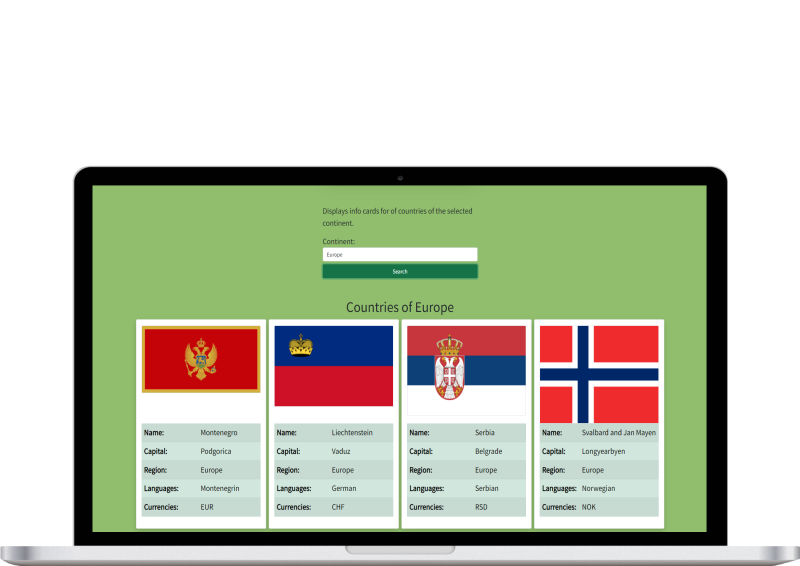 Displays info cards for of countries of the selected
continent.
Continent:
Europe
Search
Countries of Europe
Name: Montenegro
Capital: Podgorica
Region: Europe
Languages: Montenegrin
Currencies: EUR
Name: Liechtenstein
Capital: Vaduz
Region: Europe
Languages: German
Currencies: CHF
Name: Serbia
Capital: Belgrade
Region: Europe
Languages: Serbian
Currencies: RSD
Name: Svalbard and Jan Mayen
Capital: Longyearbyen
Region: Europe
Languages: Norwegian
Currencies: NOK